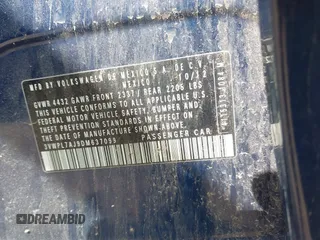 MFD BY VOLKSWAGEN DE MEXICO S.A. DE C.V.
MEXICO 10/12
GVWR 4432 GAWR FRONT 2337/ REAR 2205 LBS
THIS VEHICLE CONFORMS TO ALL APPLICABLE
FEDERAL MOTOR VEHICLE SAFETY, BUMPER AND
THEFT PREVENTION STANDARDS IN EFFECT ON
THE DATE OF MANUFACTURE SHOWN ABOVE
3VWPL7AJ9DM637055 PASSENGER CAR
DREAMBID